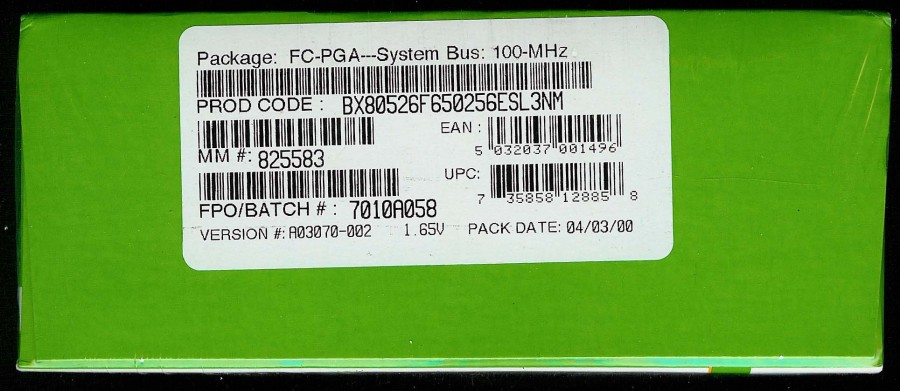 Package: FC-PGA---System Bus: 100-MHz
PROD CODE : BX80526F650256ESL3NM
EAN :
5 032037 001496
MM #: 825583
UPC:
7 35858 12885 8
FPO/BATCH # : 7010A058
VERSION #: A03070-002 1.65V PACK DATE: 04/03/00